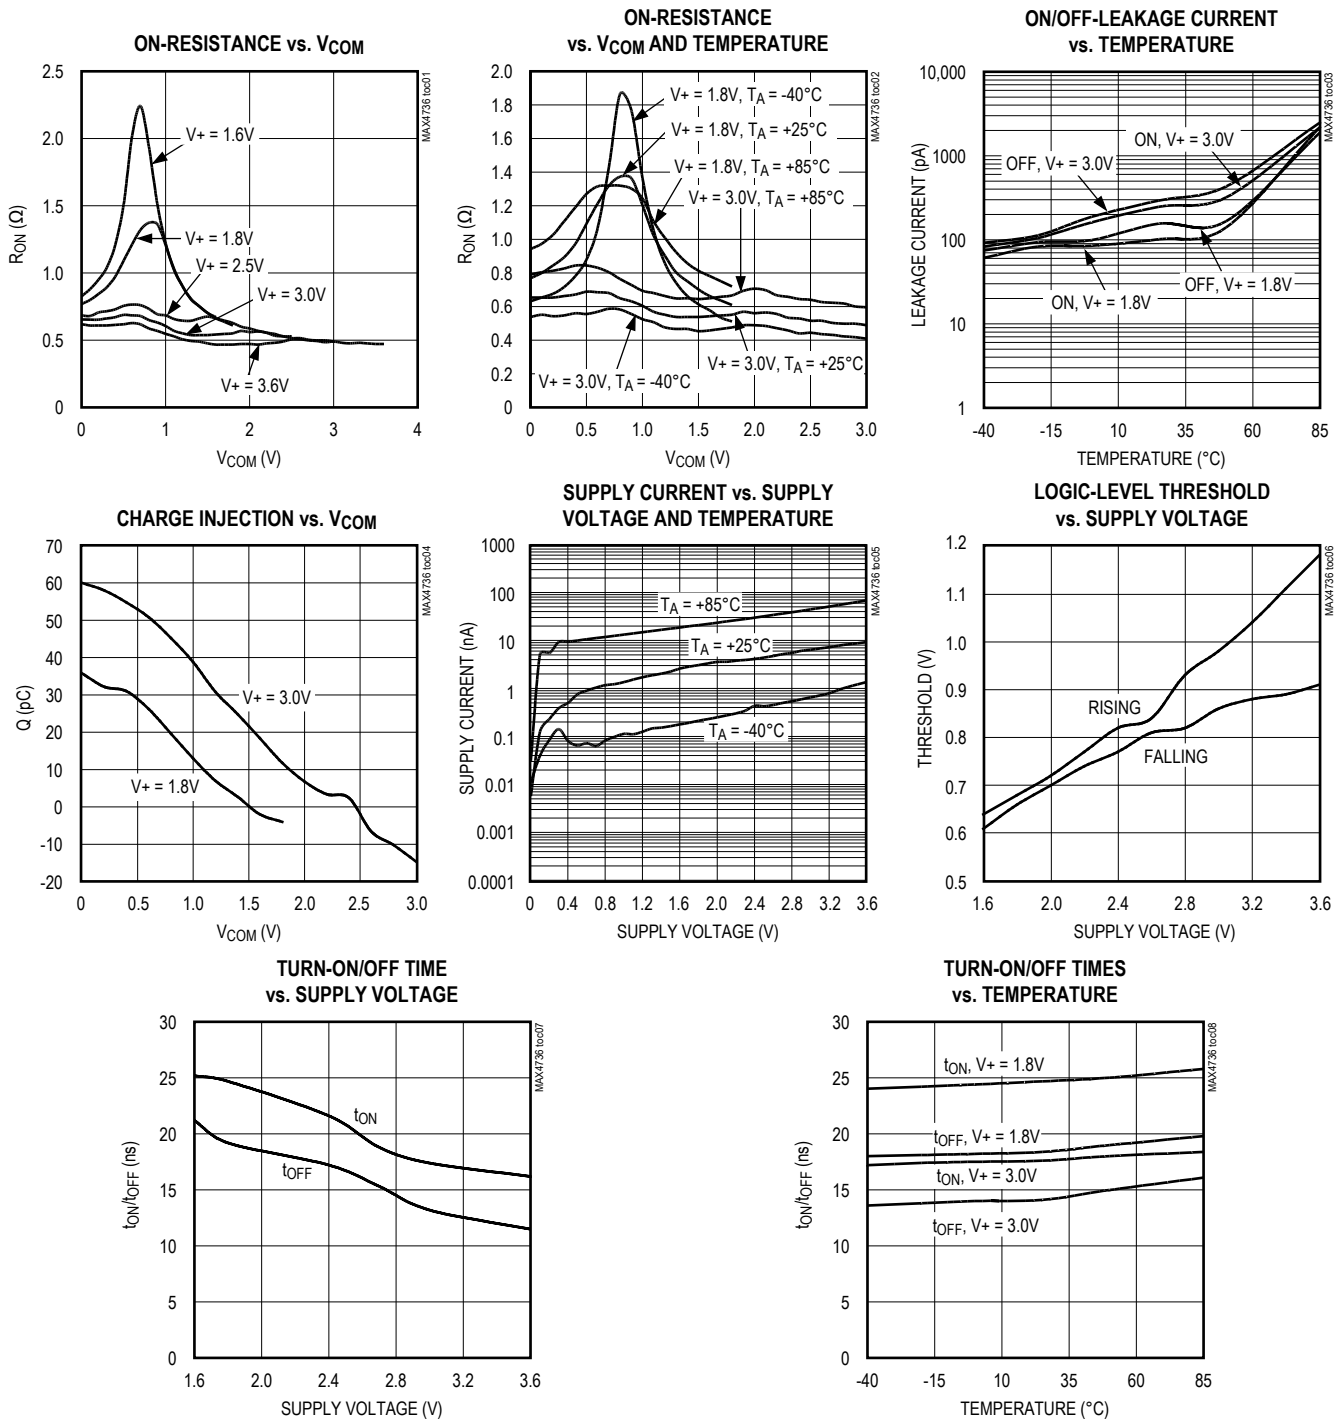 ON-RESISTANCE vs. VCOM
MAX4736 toc01
RON (Ω)
2.5
2.0
1.5
1.0
0.5
0
V+ = 1.6V
V+ = 1.8V
V+ = 2.5V
V+ = 3.0V
V+ = 3.6V
0 1 2 3 4
VCOM (V)
ON-RESISTANCE
vs. VCOM AND TEMPERATURE
MAX4736 toc02
RON (Ω)
2.0
1.8
1.6
1.4
1.2
1.0
0.8
0.6
0.4
0.2
0
V+ = 1.8V, TA = -40°C
V+ = 1.8V, TA = +25°C
V+ = 1.8V, TA = +85°C
V+ = 3.0V, TA = +85°C
V+ = 3.0V, TA = +25°C
V+ = 3.0V, TA = -40°C
0 0.5 1.0 1.5 2.0 2.5 3.0
VCOM (V)
ON/OFF-LEAKAGE CURRENT
vs. TEMPERATURE
MAX4736 toc03
LEAKAGE CURRENT (pA)
10,000
1000
100
10
1
ON, V+ = 3.0V
OFF, V+ = 3.0V
OFF, V+ = 1.8V
ON, V+ = 1.8V
-40 -15 10 35 60 85
TEMPERATURE (°C)
CHARGE INJECTION vs. VCOM
MAX4736 toc04
Q (pC)
70
60
50
40
30
20
10
0
-10
-20
V+ = 3.0V
V+ = 1.8V
0 0.5 1.0 1.5 2.0 2.5 3.0
VCOM (V)
SUPPLY CURRENT vs. SUPPLY
VOLTAGE AND TEMPERATURE
MAX4736 toc05
SUPPLY CURRENT (nA)
1000
100
10
1
0.1
0.01
0.001
0.0001
TA = +85°C
TA = +25°C
TA = -40°C
0 0.4 0.8 1.2 1.6 2.0 2.4 2.8 3.2 3.6
SUPPLY VOLTAGE (V)
LOGIC-LEVEL THRESHOLD
vs. SUPPLY VOLTAGE
MAX4736 toc06
THRESHOLD (V)
1.2
1.1
1.0
0.9
0.8
0.7
0.6
0.5
RISING
FALLING
1.6 2.0 2.4 2.8 3.2 3.6
SUPPLY VOLTAGE (V)
TURN-ON/OFF TIME
vs. SUPPLY VOLTAGE
MAX4736 toc07
tON/tOFF (ns)
30
25
20
15
10
5
0
tON
tOFF
1.6 2.0 2.4 2.8 3.2 3.6
SUPPLY VOLTAGE (V)
TURN-ON/OFF TIMES
vs. TEMPERATURE
MAX4736 toc08
tON/tOFF (ns)
30
25
20
15
10
5
0
tON, V+ = 1.8V
tOFF, V+ = 1.8V
tON, V+ = 3.0V
tOFF, V+ = 3.0V
-40 -15 10 35 60 85
TEMPERATURE (°C)